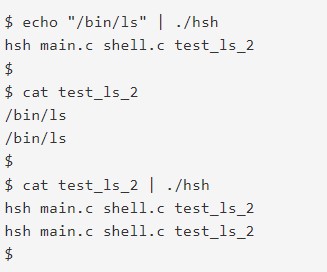 $ echo "/bin/ls" | ./hsh
hsh main.c shell.c test_ls_2
$
$ cat test_ls_2
/bin/ls
/bin/ls
$
$ cat test_ls_2 | ./hsh
hsh main.c shell.c test_ls_2
hsh main.c shell.c test_ls_2
$